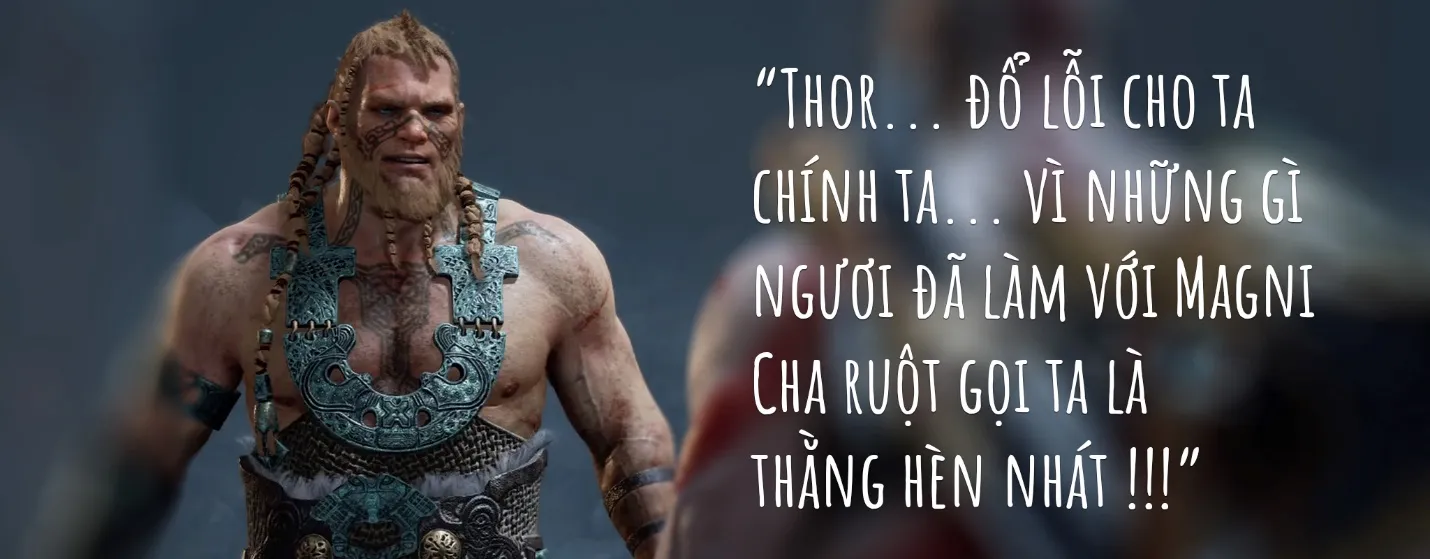 “Thor... đổ lỗi cho ta
chính ta... vì những gì
ngươi đã làm với Magni
Cha ruột gọi ta là
thằng hèn nhát !!!”